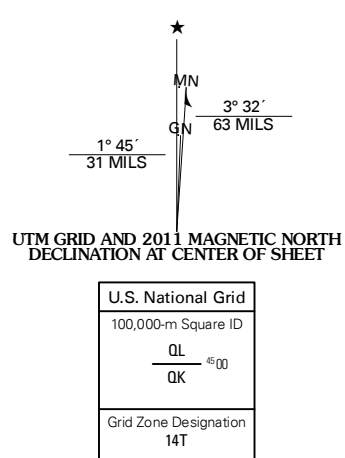 ★
MN
3° 32´
63 MILS
GN
1° 45´
31 MILS
UTM GRID AND 2011 MAGNETIC NORTH
DECLINATION AT CENTER OF SHEET
U.S. National Grid
100,000-m Square ID
QL
4500
QK
Grid Zone Designation
14T